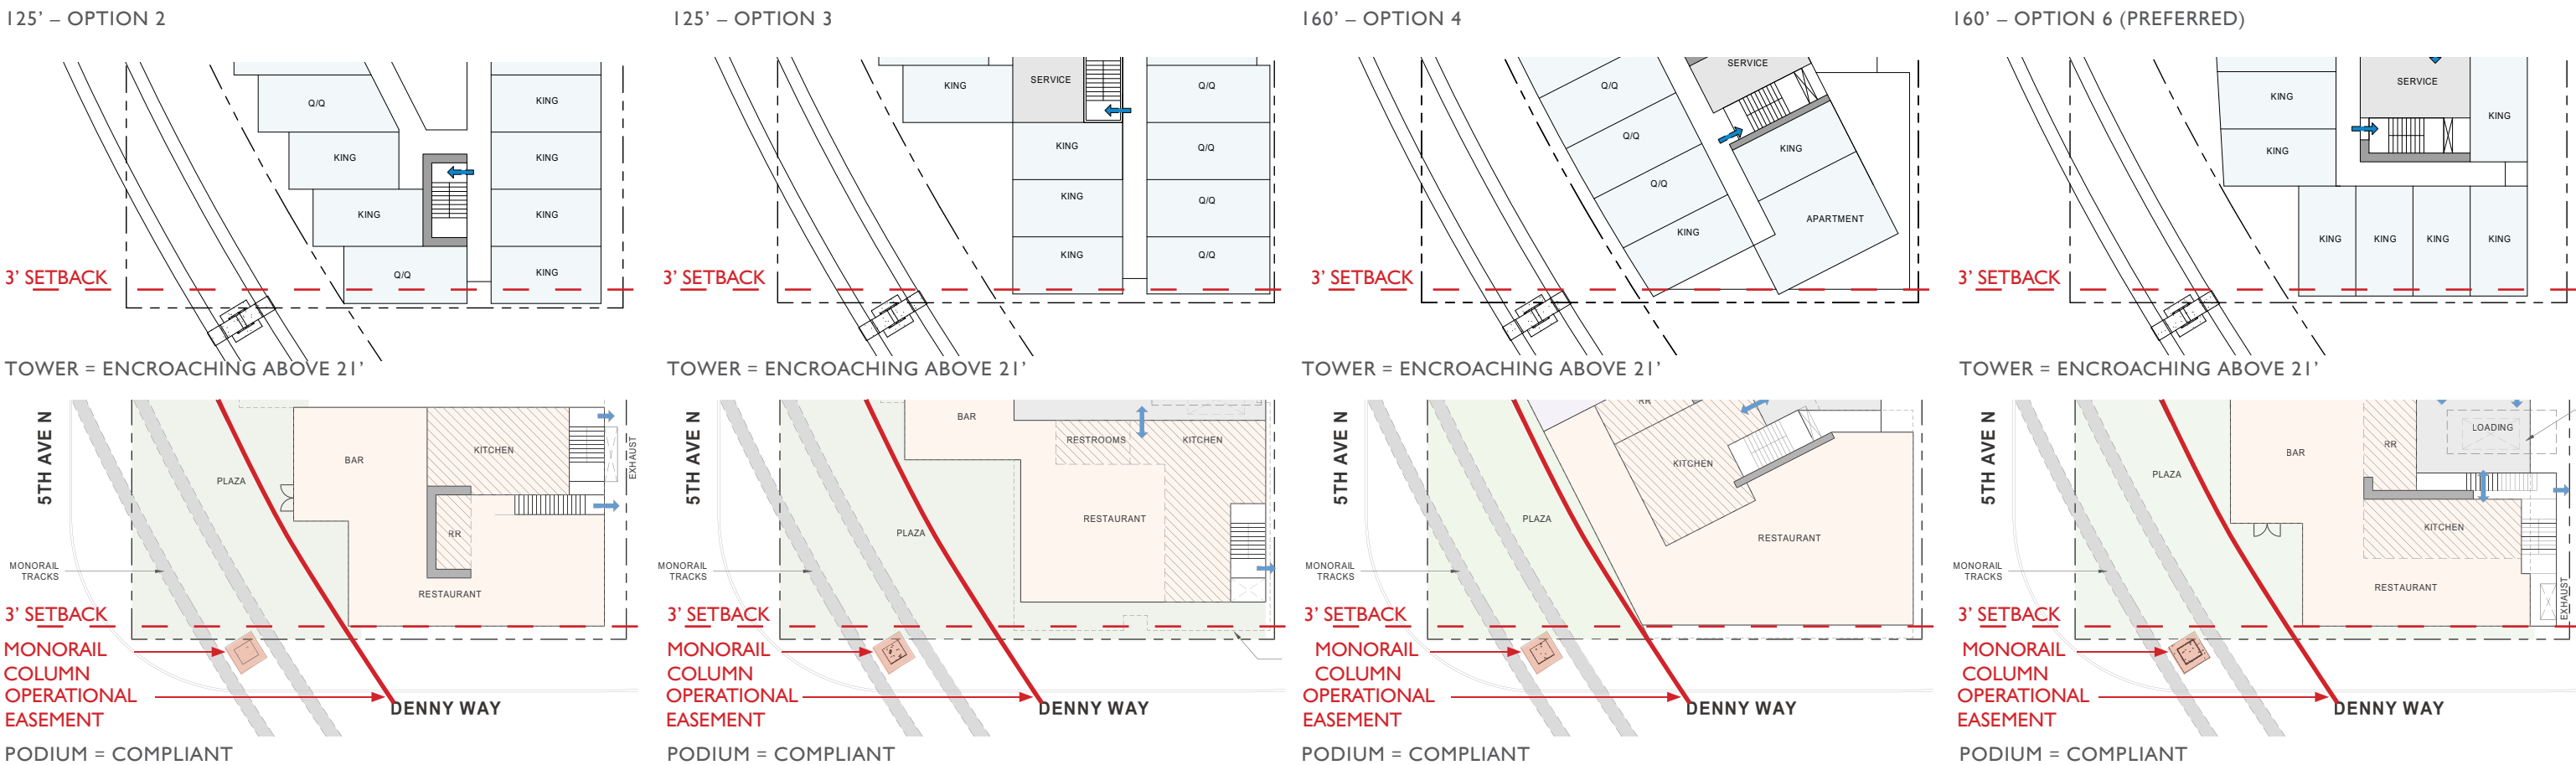 125’ – OPTION 2
Q/Q
KING
KING
KING
KING
KING
Q/Q
KING
3’ SETBACK
TOWER = ENCROACHING ABOVE 21’
5TH AVE N
BAR
KITCHEN
EXHAUST
PLAZA
RR
MONORAIL
TRACKS
RESTAURANT
3’ SETBACK
MONORAIL
COLUMN
OPERATIONAL
EASEMENT
DENNY WAY
PODIUM = COMPLIANT
125’ – OPTION 3
KING
SERVICE
Q/Q
KING
Q/Q
KING
Q/Q
KING
Q/Q
3’ SETBACK
TOWER = ENCROACHING ABOVE 21’
5TH AVE N
BAR
RESTROOMS
KITCHEN
PLAZA
RESTAURANT
MONORAIL
TRACKS
3’ SETBACK
MONORAIL
COLUMN
OPERATIONAL
EASEMENT
DENNY WAY
PODIUM = COMPLIANT
160’ – OPTION 4
SERVICE
Q/Q
Q/Q
KING
Q/Q
KING
APARTMENT
3’ SETBACK
TOWER = ENCROACHING ABOVE 21’
5TH AVE N
RR
KITCHEN
PLAZA
RESTAURANT
MONORAIL
TRACKS
3’ SETBACK
MONORAIL
COLUMN
OPERATIONAL
EASEMENT
DENNY WAY
PODIUM = COMPLIANT
160’ – OPTION 6 (PREFERRED)
SERVICE
KING
KING
KING
KING
KING
KING
KING
3’ SETBACK
TOWER = ENCROACHING ABOVE 21’
5TH AVE N
BAR
RR
LOADING
PLAZA
KITCHEN
MONORAIL
TRACKS
RESTAURANT
EXHAUST
3’ SETBACK
MONORAIL
COLUMN
OPERATIONAL
EASEMENT
DENNY WAY
PODIUM = COMPLIANT